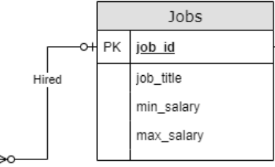 Jobs
PK job_id
Hired
job_title
min_salary
max_salary